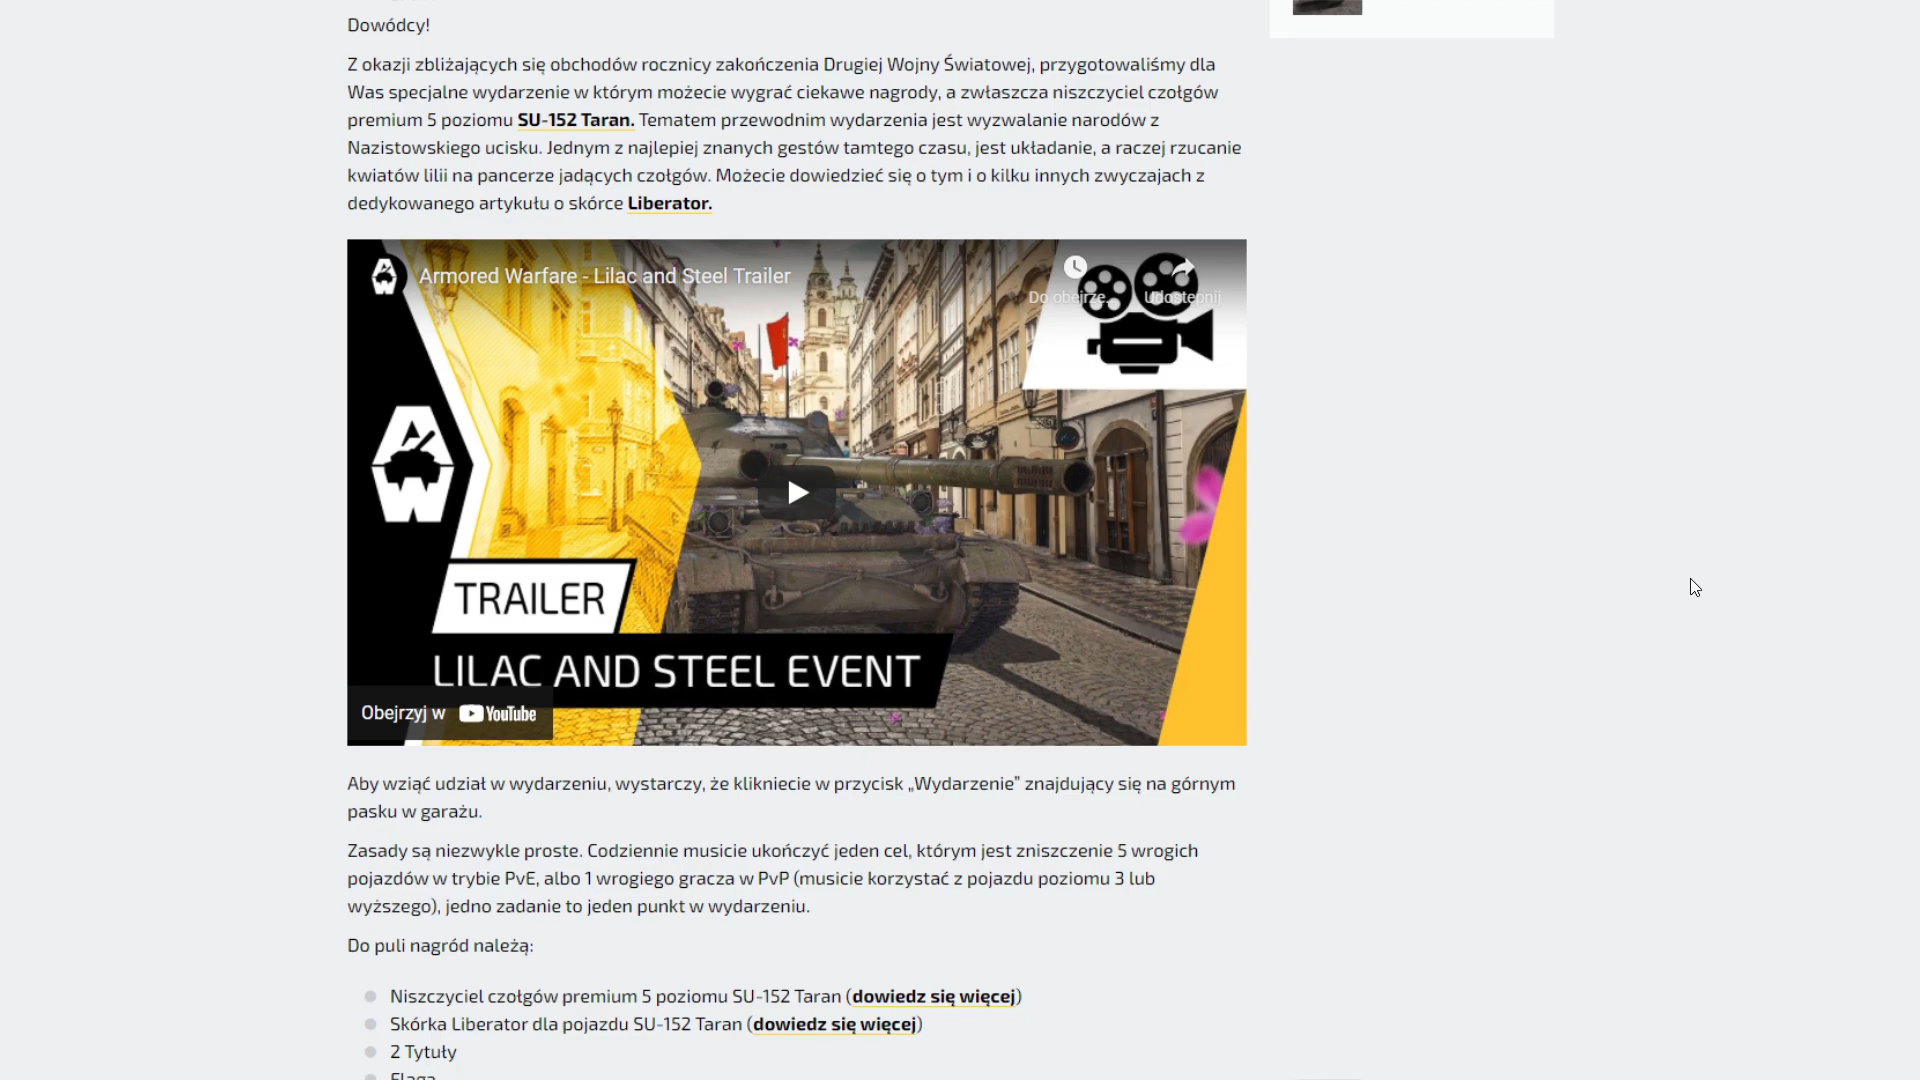 Dowódcy!
Z okazji zbliżających się obchodów rocznicy zakończenia Drugiej Wojny Światowej, przygotowaliśmy dla
Was specjalne wydarzenie w którym możecie wygrać ciekawe nagrody, a zwłaszcza niszczyciel czołgów
premium 5 poziomu SU-152 Taran. Tematem przewodnim wydarzenia jest wyzwalanie narodów z
Nazistowskiego ucisku. Jednym z najlepiej znanych gestów tamtego czasu, jest układanie, a raczej rzucanie
kwiatów lilii na pancerze jadących czołgów. Możecie dowiedzieć się o tym i o kilku innych zwyczajach z
dedykowanego artykułu o skórce Liberator.
Armored Warfare - Lilac and Steel Trailer
Do obejrze... Udostępnij
AW
TRAILER
LILAC AND STEEL EVENT
Obejrzyj w YouTube
Aby wziąć udział w wydarzeniu, wystarczy, że klikniecie w przycisk „Wydarzenie” znajdujący się na górnym
pasku w garażu.
Zasady są niezwykle proste. Codziennie musicie ukończyć jeden cel, którym jest zniszczenie 5 wrogich
pojazdów w trybie PvE, albo 1 wrogiego gracza w PvP (musicie korzystać z pojazdu poziomu 3 lub
wyższego), jedno zadanie to jeden punkt w wydarzeniu.
Do puli nagród należą:
Niszczyciel czołgów premium 5 poziomu SU-152 Taran (dowiedz się więcej)
Skórka Liberator dla pojazdu SU-152 Taran (dowiedz się więcej)
2 Tytuły
Flaga